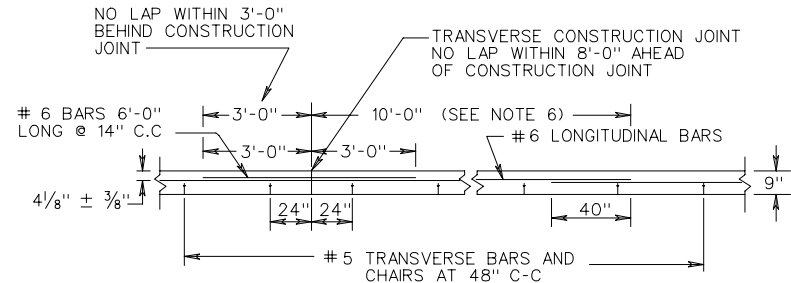 NO LAP WITHIN 3'-0"
BEHIND CONSTRUCTION
JOINT
TRANSVERSE CONSTRUCTION JOINT
NO LAP WITHIN 8'-0" AHEAD
OF CONSTRUCTION JOINT
# 6 BARS 6'-0"
LONG @ 14" C.C
3'-0"
10'-0" (SEE NOTE 6)
#6 LONGITUDINAL BARS
3'-0"
3'-0"
4⅛" ± ⅜"
9"
24"
24"
40"
#5 TRANSVERSE BARS AND
CHAIRS AT 48" C-C